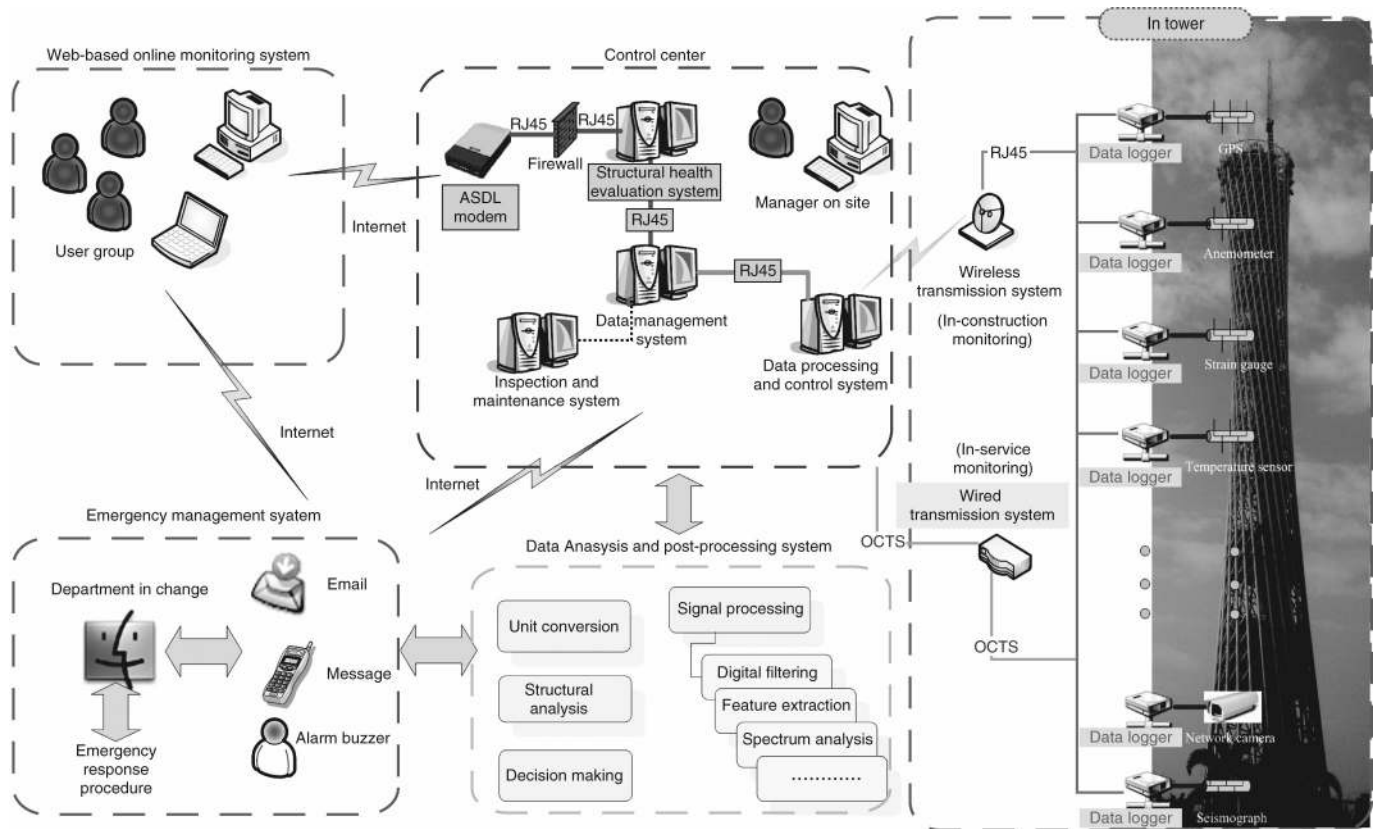 Web-based online monitoring system
User group
Internet
Internet
Control center
RJ45
RJ45
Firewall
ASDL
modem
Structural health
evaluation system
RJ45
Manager on site
RJ45
Data management
system
Inspection and
maintenance system
Data processing
and control system
Internet
Emergency management syatem
Department in change
Email
Message
Alarm buzzer
Emergency
response
procedure
Data Anasysis and post-processing system
Unit conversion
Structural
analysis
Decision making
Signal processing
Digital filtering
Feature extraction
Spectrum analysis
............
In tower
RJ45
Wireless
transmission system
(In-construction
monitoring)
(In-service
monitoring)
Wired
transmission system
OCTS
OCTS
Data logger
GPS
Data logger
Anemometer
Data logger
Strain gauge
Data logger
Temperature sensor
Data logger
Network camera
Data logger
Seismograph